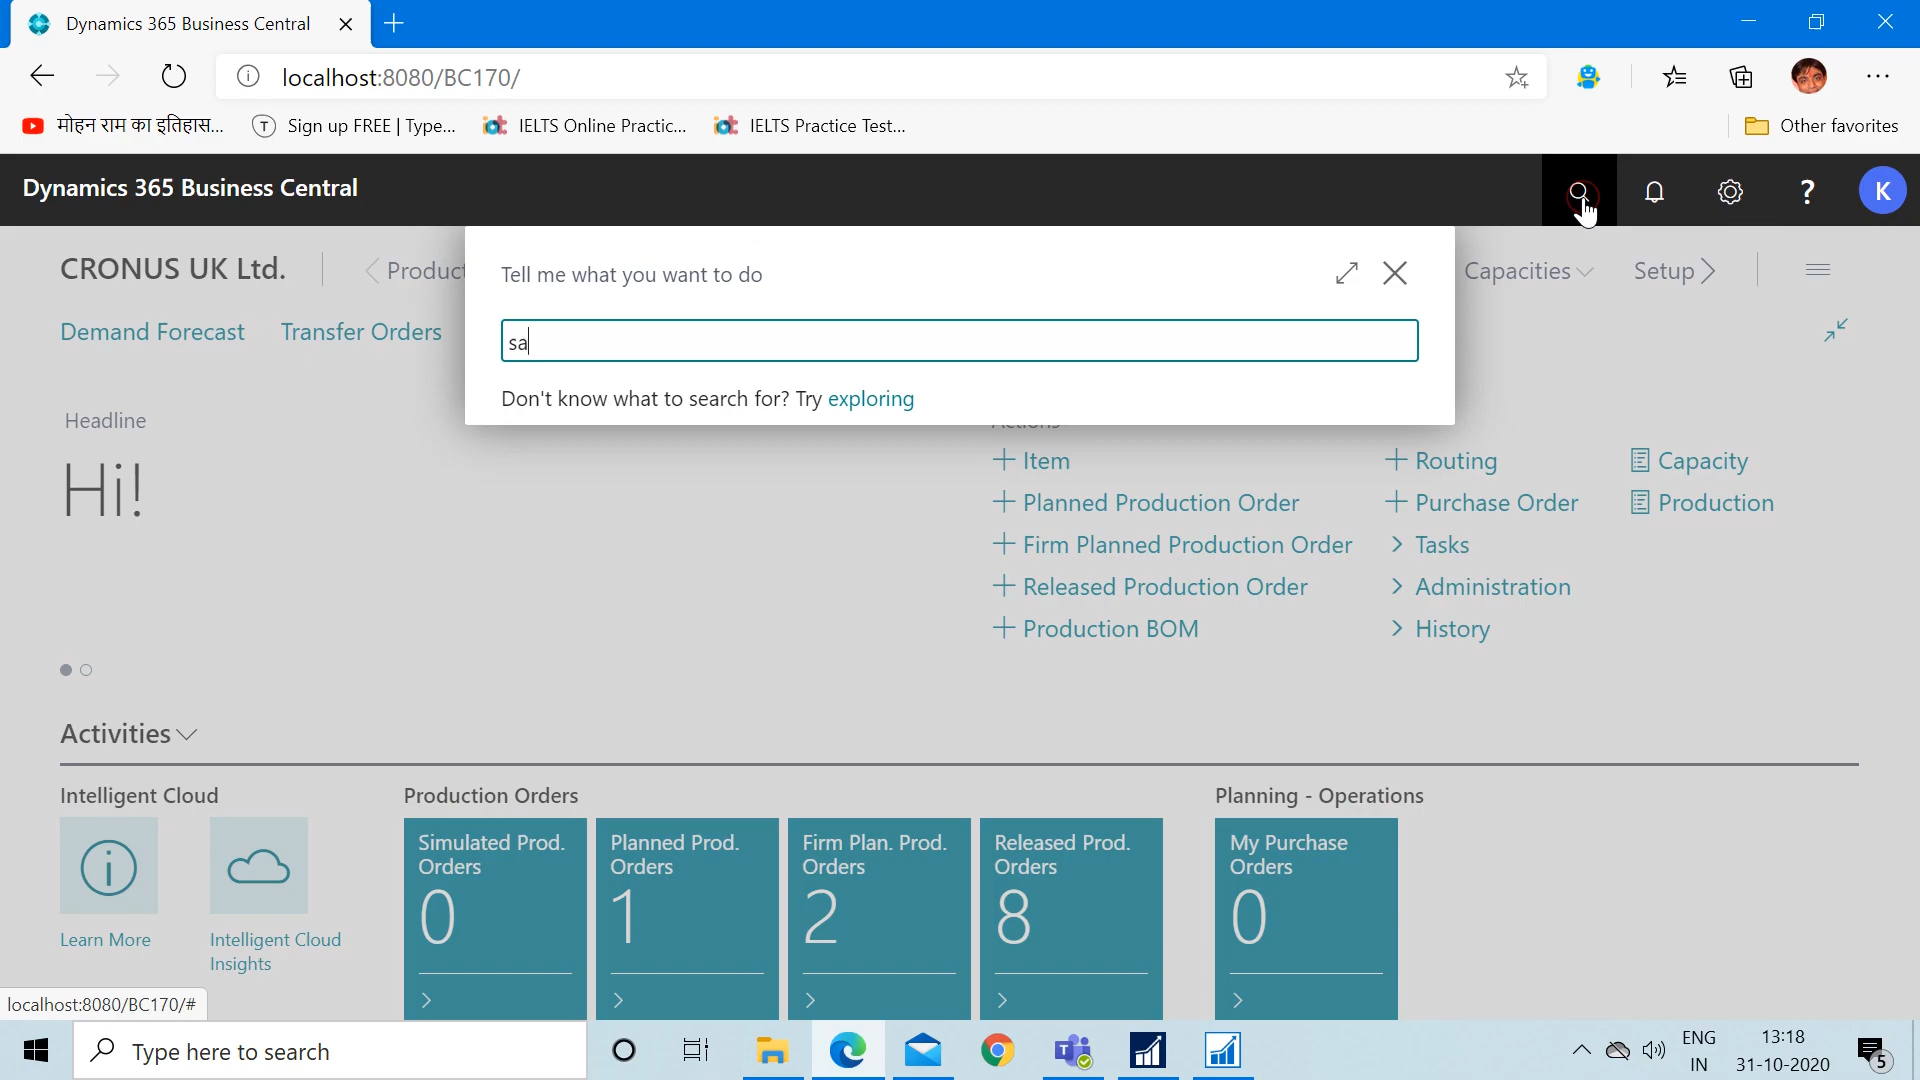 Dynamics 365 Business Central
localhost:8080/BC170/
मोहन राम का इतिहास...
T Sign up FREE | Type...
IELTS Online Practic...
IELTS Practice Test...
Other favorites
Dynamics 365 Business Central
?
K
CRONUS UK Ltd.
Product
Capacities
Setup
Tell me what you want to do
sa
Don't know what to search for? Try exploring
Demand Forecast
Transfer Orders
Headline
Hi!
Actions
Item
Planned Production Order
Firm Planned Production Order
Released Production Order
Production BOM
Routing
Purchase Order
Tasks
Administration
History
Capacity
Production
Activities
Intelligent Cloud
Learn More
Intelligent Cloud
Insights
Production Orders
Simulated Prod.
Orders
0
Planned Prod.
Orders
1
Firm Plan. Prod.
Orders
2
Released Prod.
Orders
8
Planning - Operations
My Purchase
Orders
0
localhost:8080/BC170/#
Type here to search
ENG
IN
13:18
31-10-2020
5